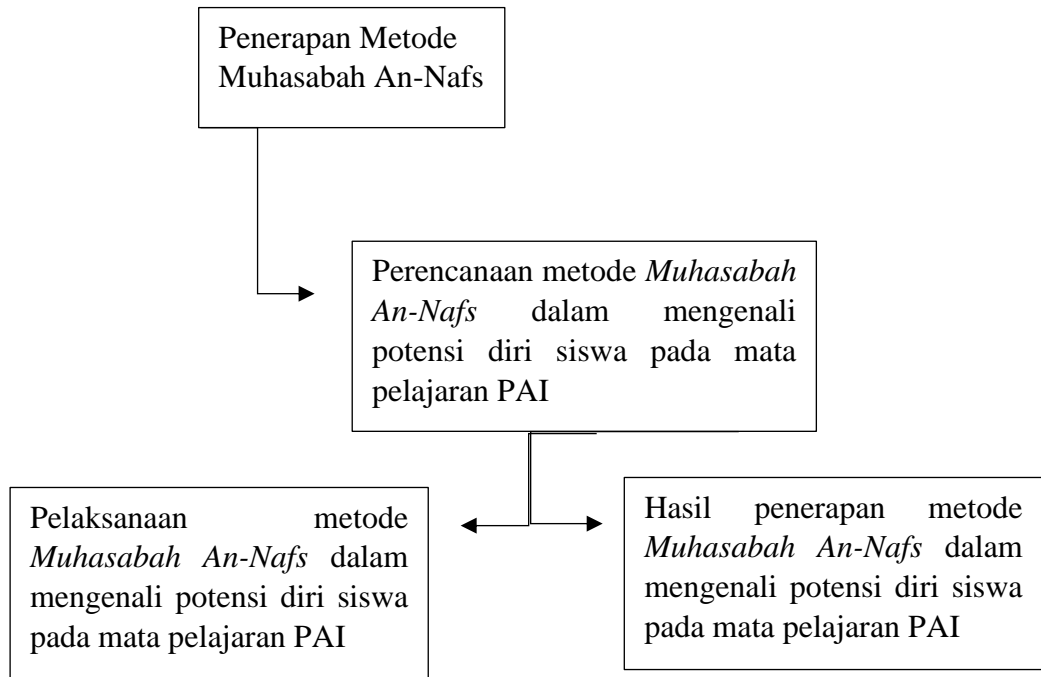 Penerapan Metode
Muhasabah An-Nafs
Perencanaan metode Muhasabah
An-Nafs dalam mengenali
potensi diri siswa pada mata
pelajaran PAI
Pelaksanaan metode
Muhasabah An-Nafs dalam
mengenali potensi diri siswa
pada mata pelajaran PAI
Hasil penerapan metode
Muhasabah An-Nafs dalam
mengenali potensi diri siswa
pada mata pelajaran PAI